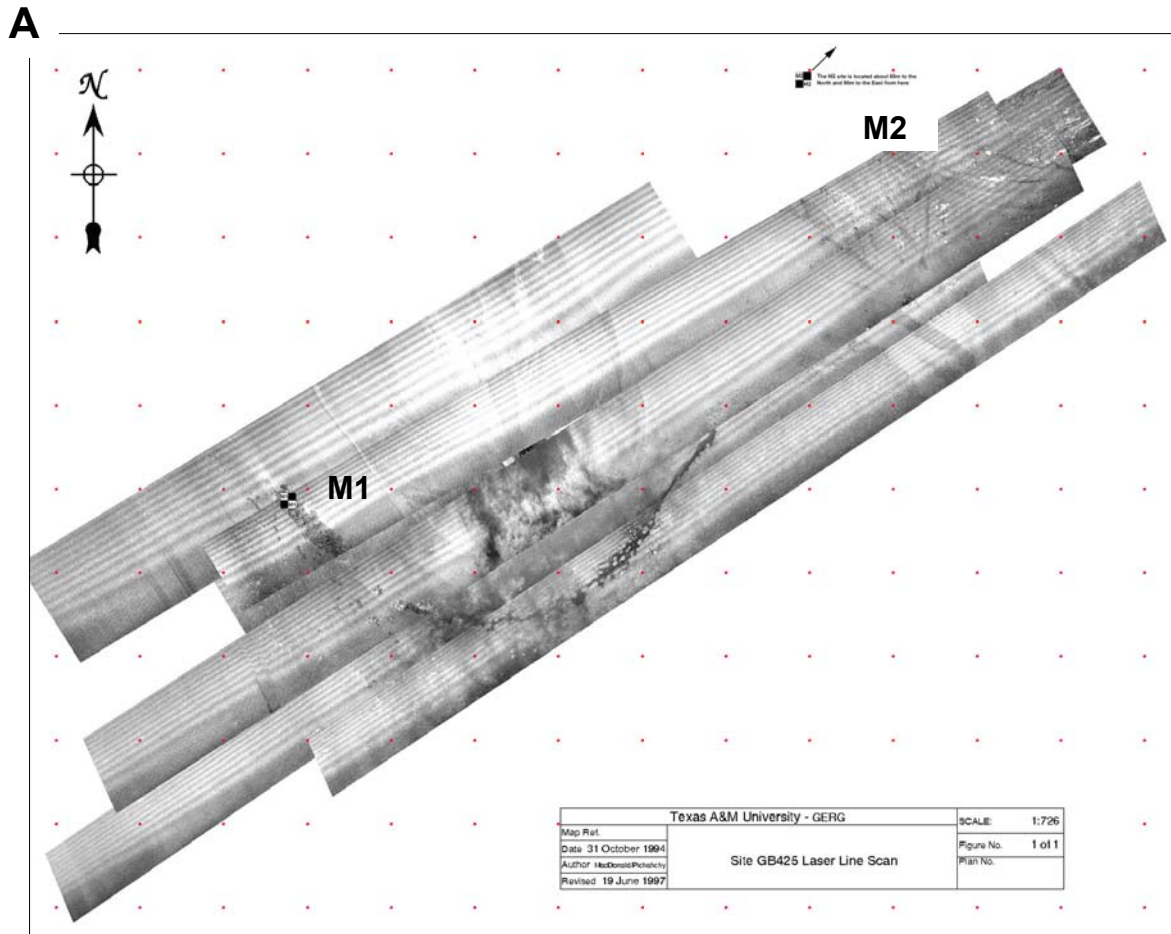 A
N
The M2 site is located about 60m to the
North and 90m to the East from here
M2
M2
M1
Texas A&M University - GERG
SCALE: 1:726
Map Ref.
Date 31 October 1994
Site GB425 Laser Line Scan
Figure No. 1 of 1
Author
Plan No.
Revised 19 June 1997